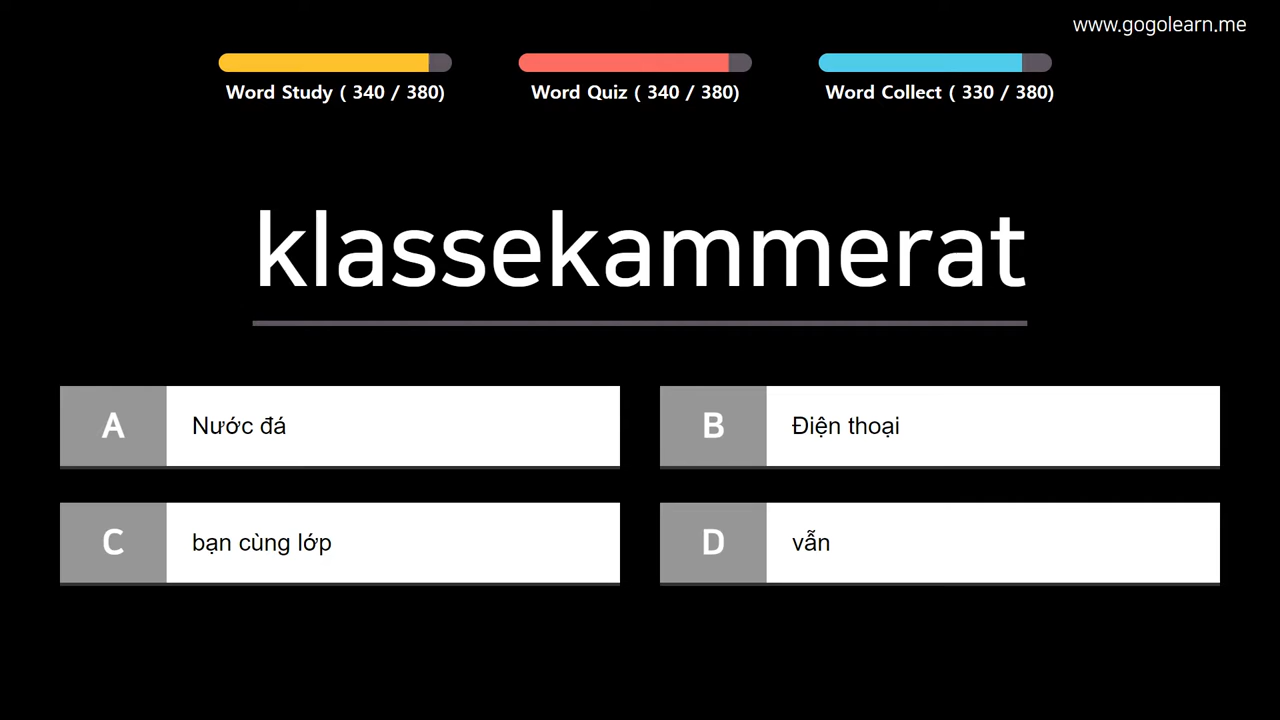 www.gogolearn.me
Word Study ( 340 / 380)
Word Quiz ( 340 / 380)
Word Collect ( 330 / 380)
klassekammerat
A Nước đá
B Điện thoại
C bạn cùng lớp
D vẫn